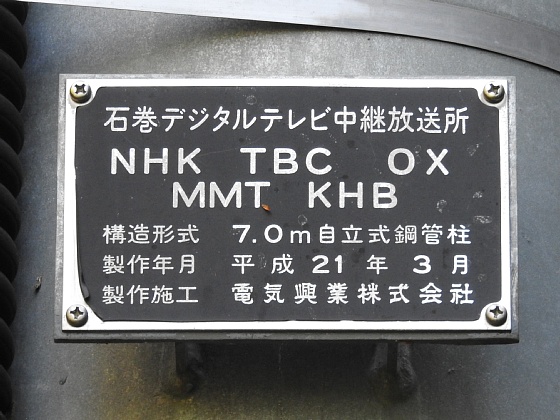 石巻デジタルテレビ中継放送所
NHK TBC OX
MMT KHB
構造形式 7.0m自立式鋼管柱
製作年月 平成21年3月
製作施工 電気興業株式会社